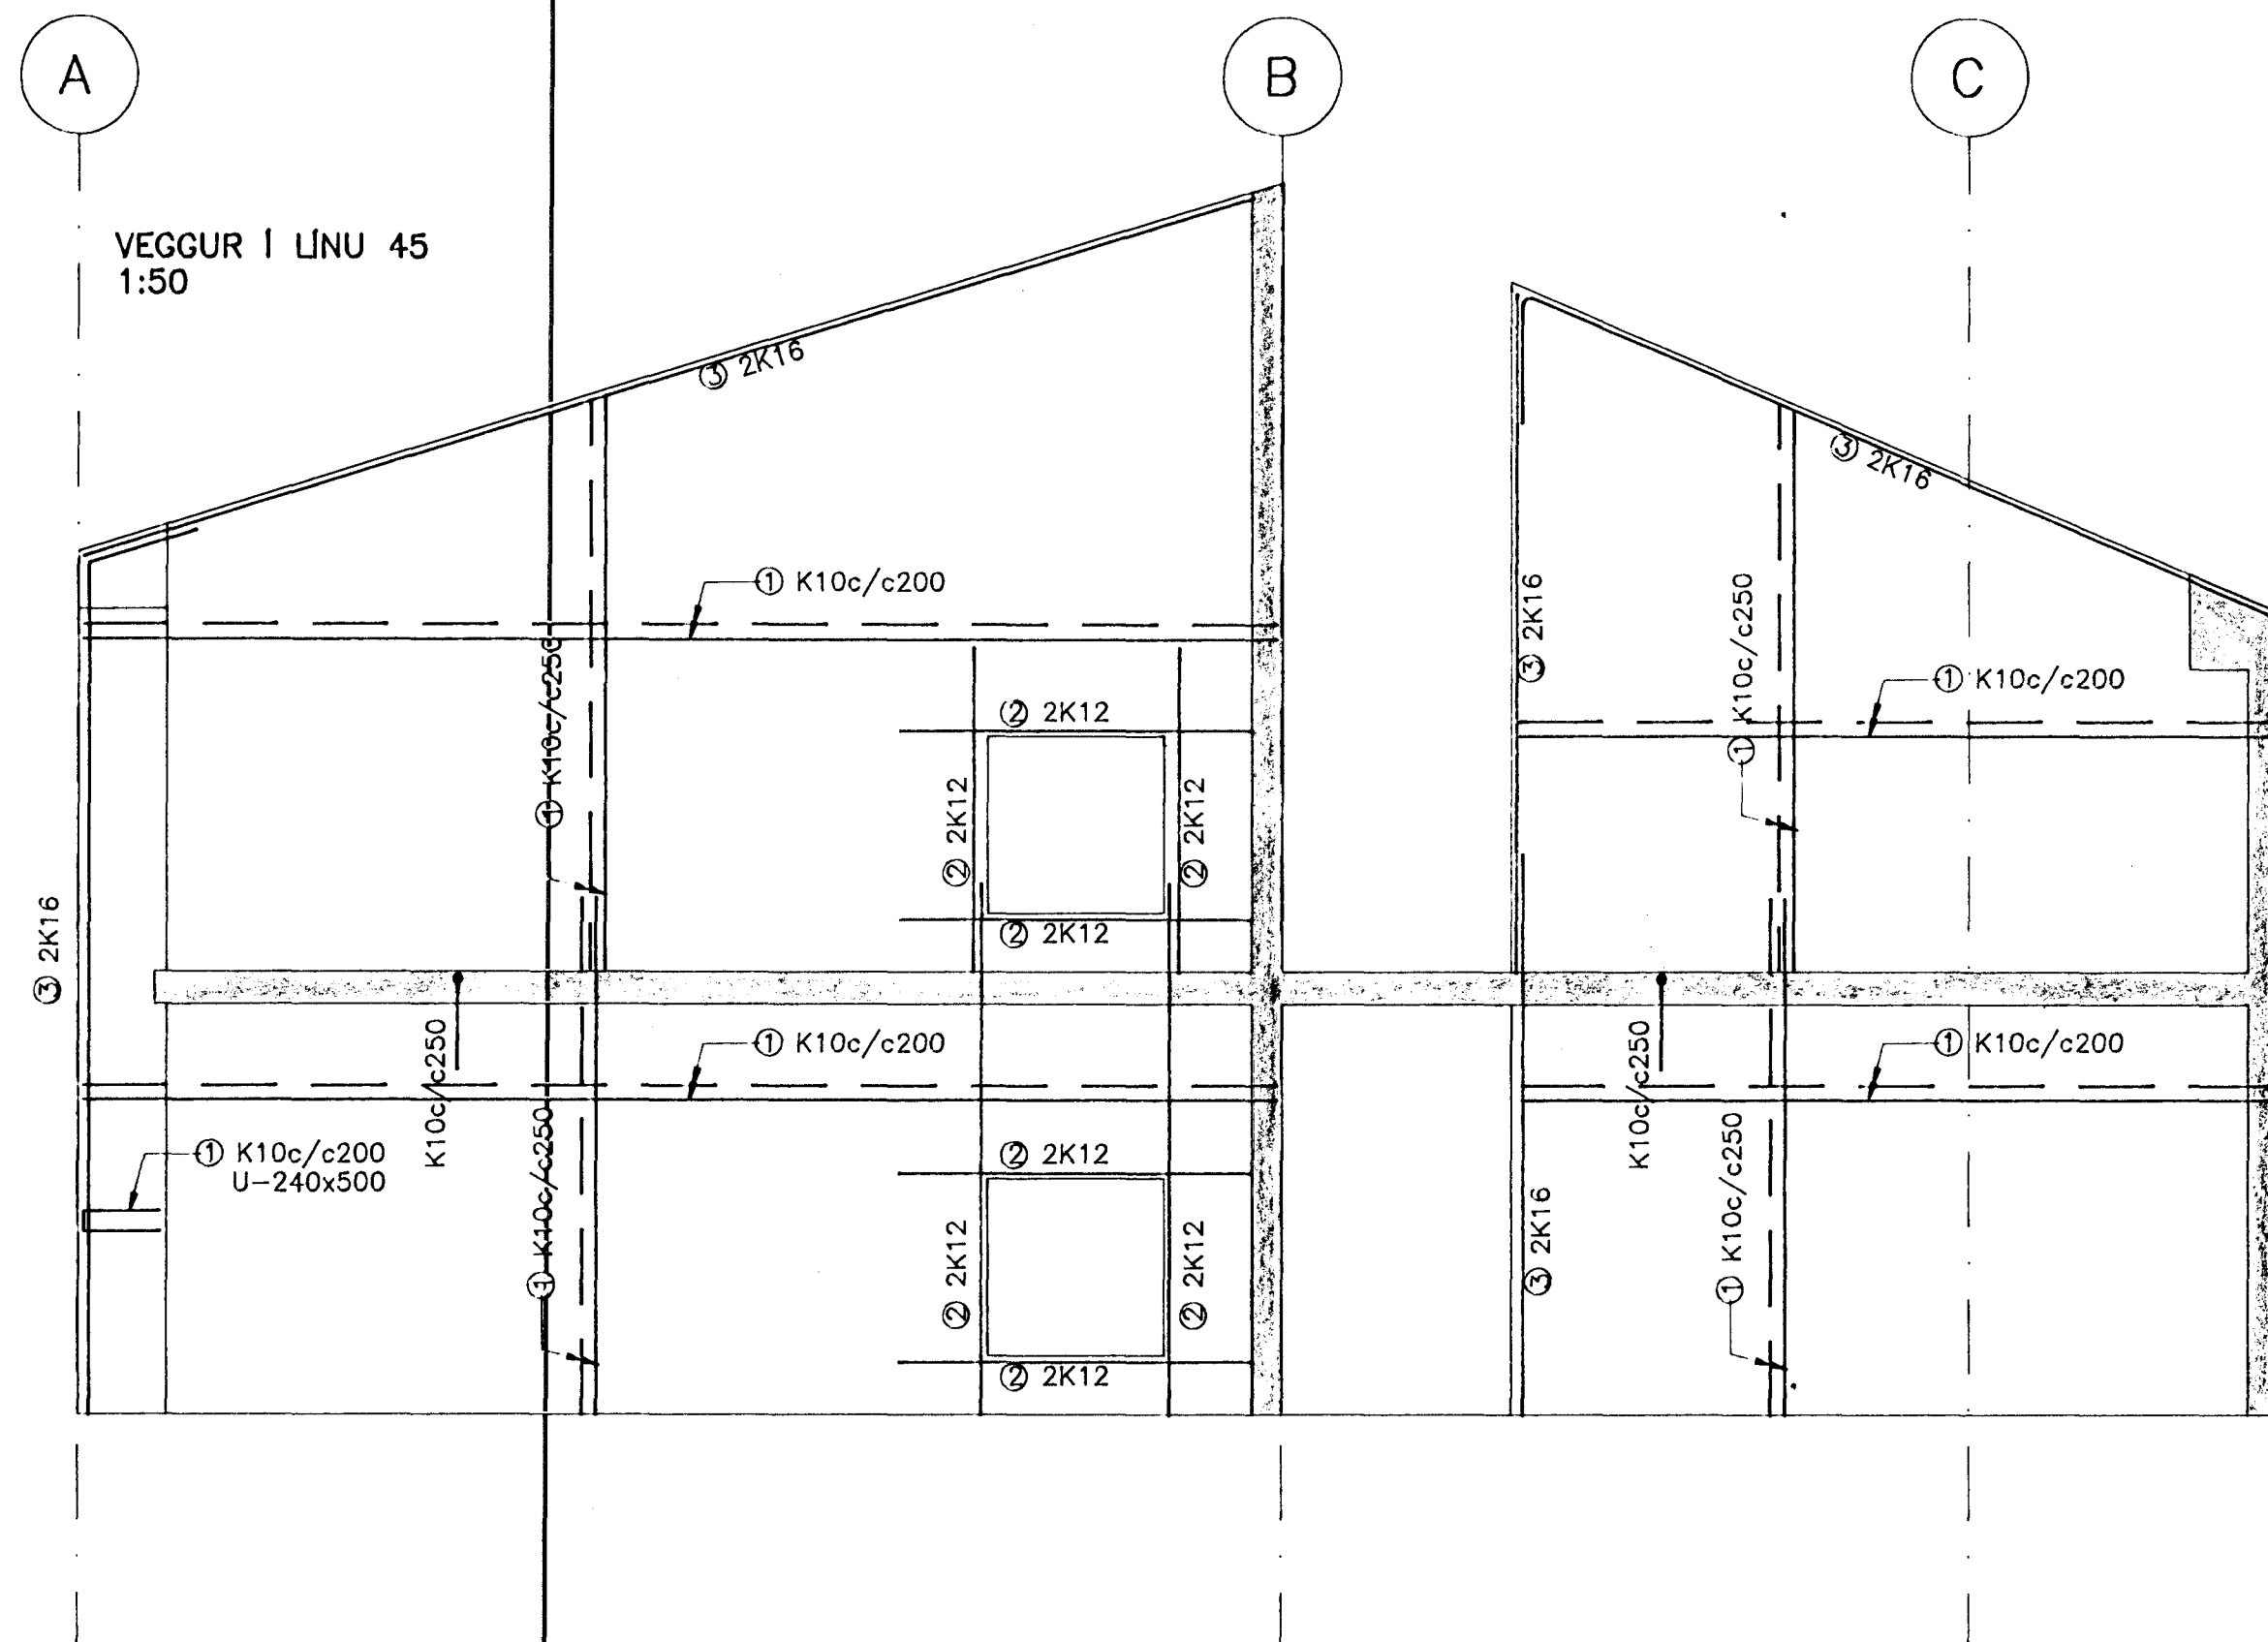 A
B
C
VEGGUR Í LÍNU 45
1:50
③ 2K16
③ 2K16
① K10c/c200
① K10c/c250
③ 2K16
① K10c/c250
① K10c/c200
② 2K12
② 2K12
② 2K12
② 2K12
③ 2K16
① K10c/c200
① K10c/c200
K10c/c250
K10c/c250
① K10c/c250
① K10c/c250
① K10c/c200
U-240x500
② 2K12
② 2K12
② 2K12
③ 2K16
② 2K12